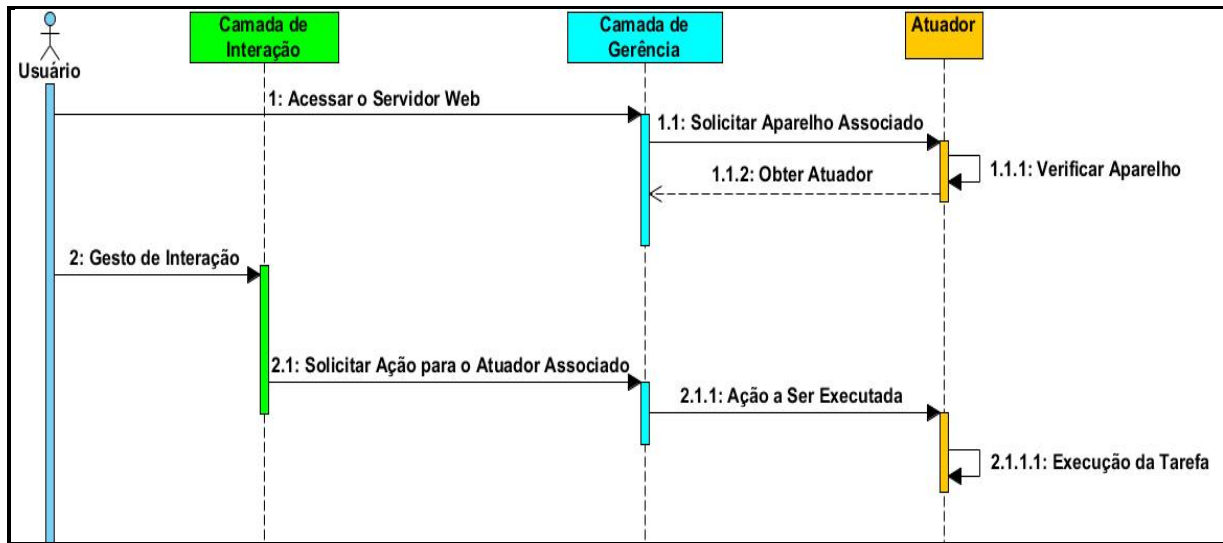 Camada de
Interação
Camada de
Gerência
Atuador
Usuário
1: Acessar o Servidor Web
1.1: Solicitar Aparelho Associado
1.1.1: Verificar Aparelho
1.1.2: Obter Atuador
2: Gesto de Interação
2.1: Solicitar Ação para o Atuador Associado
2.1.1: Ação a Ser Executada
2.1.1.1: Execução da Tarefa